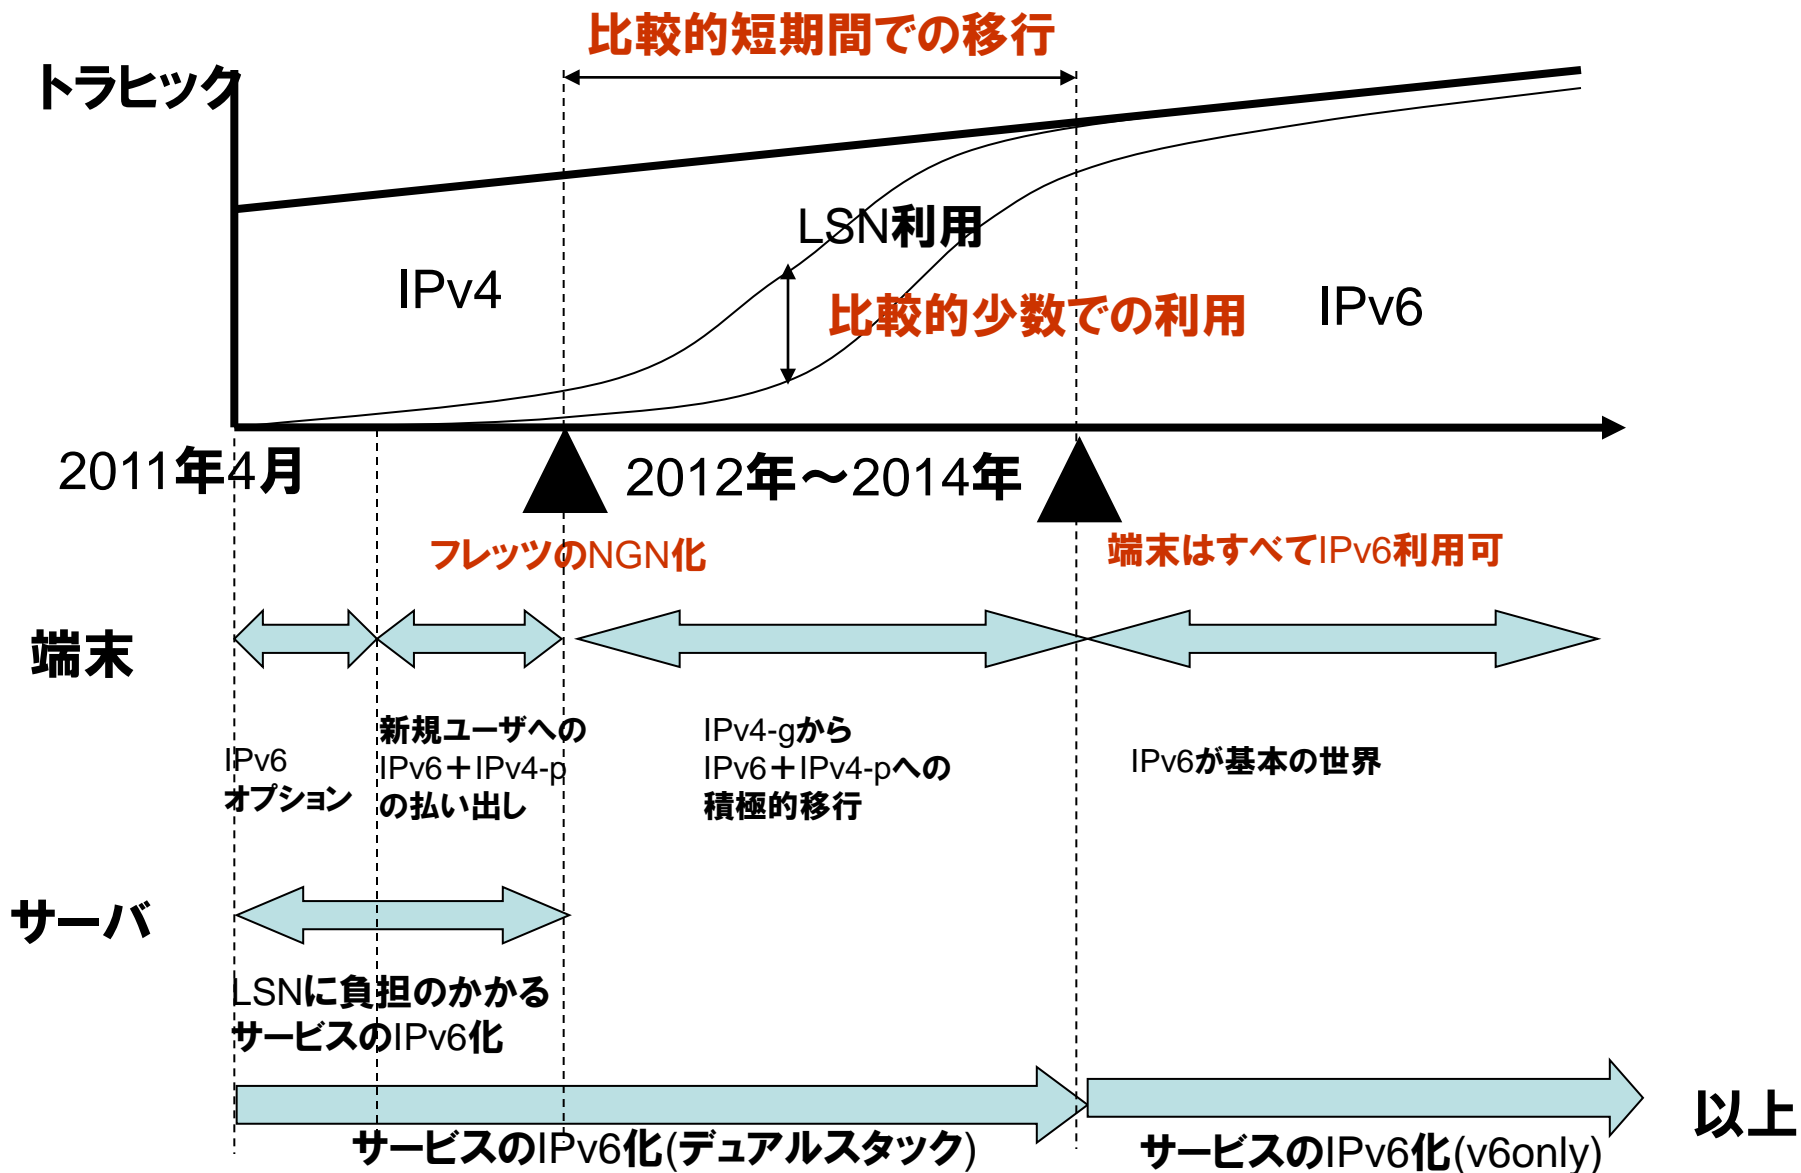 比較的短期間での移行
トラヒック
LSN利用
IPv4
比較的少数での利用
IPv6
2011年4月
2012年～2014年
フレッツのNGN化
端末はすべてIPv6利用可
端末
IPv6
オプション
新規ユーザへの
IPv6＋IPv4-p
の払い出し
IPv4-gから
IPv6＋IPv4-pへの
積極的移行
IPv6が基本の世界
サーバ
LSNに負担のかかる
サービスのIPv6化
サービスのIPv6化(デュアルスタック)
サービスのIPv6化(v6only)
以上